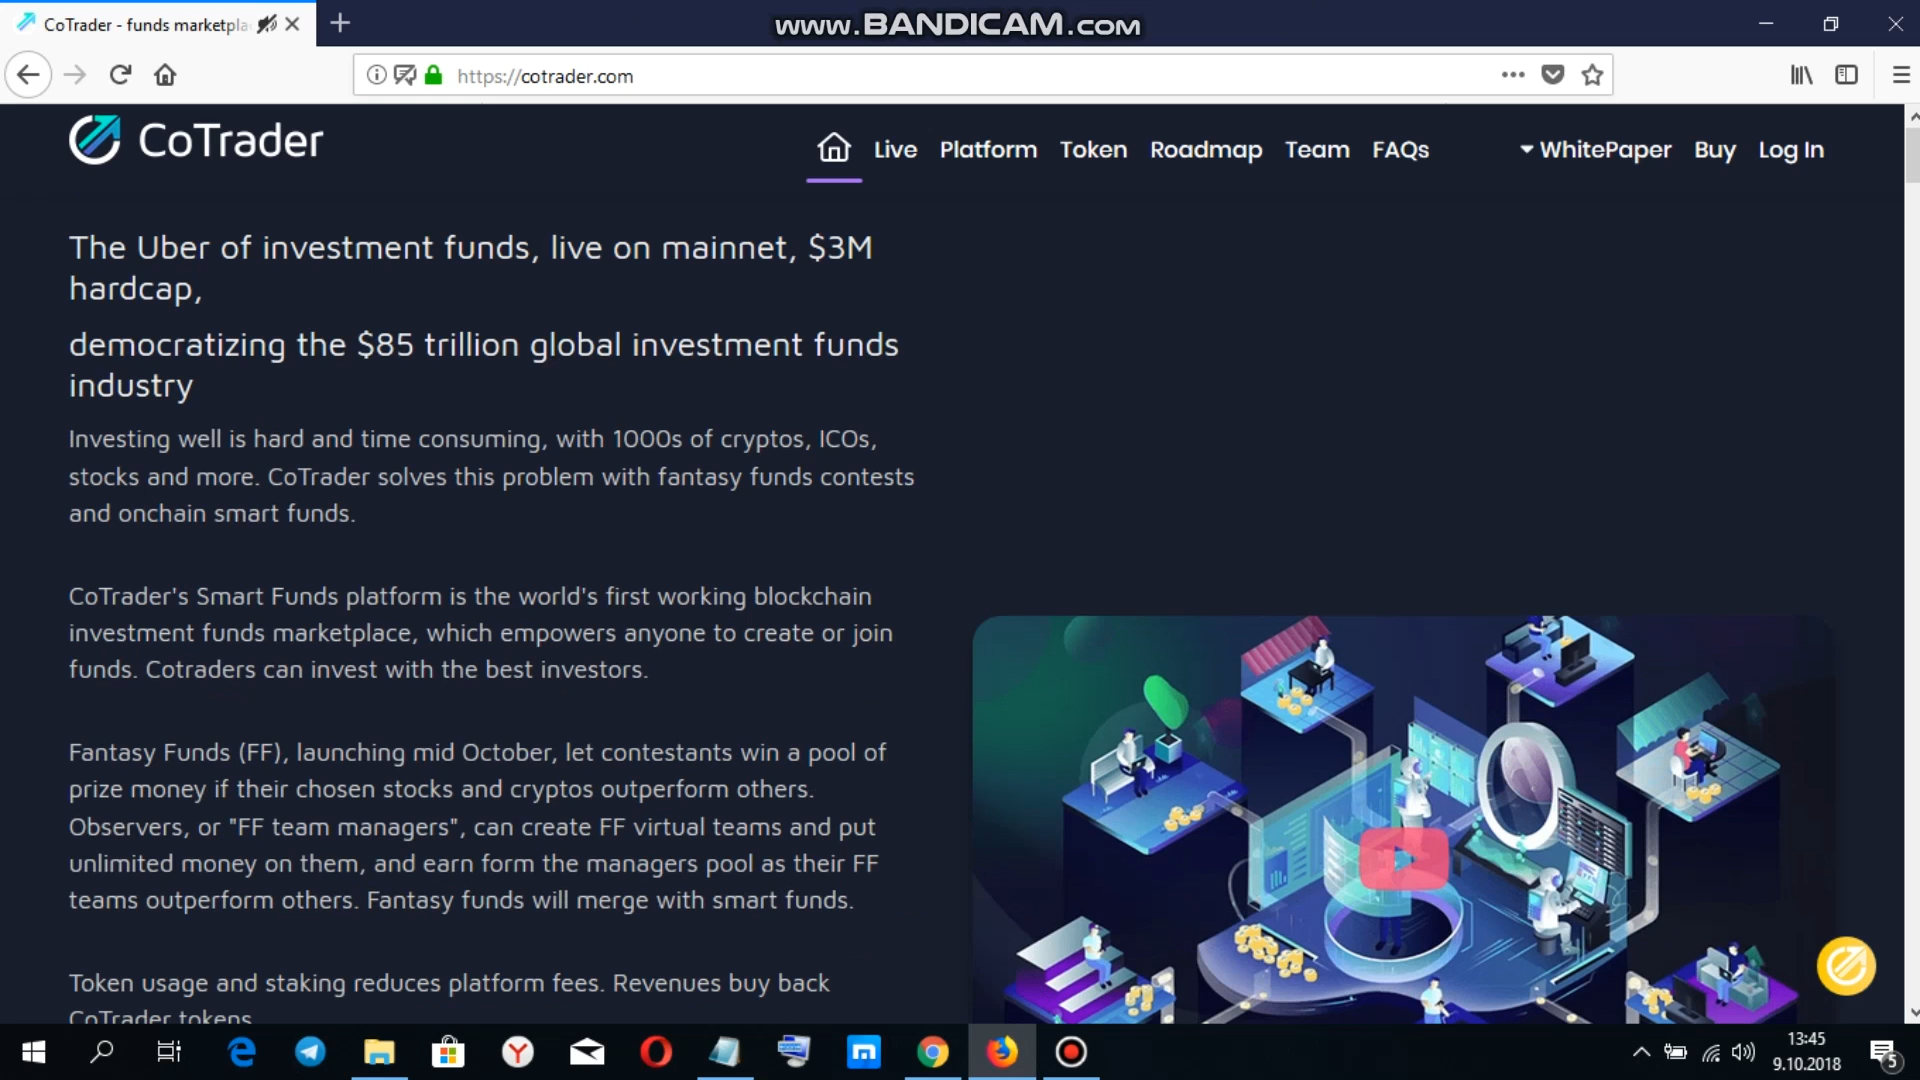 CoTrader - funds marketpla
www.BANDICAM.com
https://cotrader.com
CoTrader
Live Platform Token Roadmap Team FAQs WhitePaper Buy Log In
The Uber of investment funds, live on mainnet, $3M
hardcap,
democratizing the $85 trillion global investment funds
industry
Investing well is hard and time consuming, with 1000s of cryptos, ICOs,
stocks and more. CoTrader solves this problem with fantasy funds contests
and onchain smart funds.
CoTrader's Smart Funds platform is the world's first working blockchain
investment funds marketplace, which empowers anyone to create or join
funds. Cotraders can invest with the best investors.
Fantasy Funds (FF), launching mid October, let contestants win a pool of
prize money if their chosen stocks and cryptos outperform others.
Observers, or "FF team managers", can create FF virtual teams and put
unlimited money on them, and earn form the managers pool as their FF
teams outperform others. Fantasy funds will merge with smart funds.
Token usage and staking reduces platform fees. Revenues buy back
CoTrader tokens
13:45
9.10.2018
5